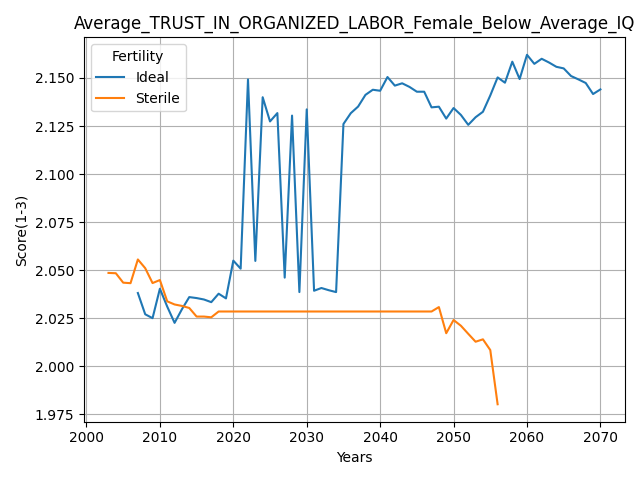 Average_TRUST_IN_ORGANIZED_LABOR_Female_Below_Average_IQ
Fertility
Ideal
Sterile
2.150
2.125
2.100
2.075
2.050
2.025
2.000
1.975
Score(1-3)
2000 2010 2020 2030 2040 2050 2060 2070
Years